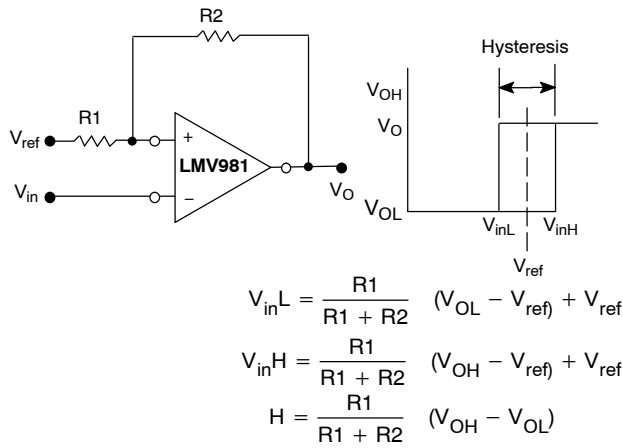 R2
Hysteresis
R1
V_OH
V_O
V_ref
+
LMV981
V_in
−
V_O
V_OL
V_inL
V_inH
V_ref
V_inL = R1 / (R1 + R2) (V_OL − V_ref) + V_ref
V_inH = R1 / (R1 + R2) (V_OH − V_ref) + V_ref
H = R1 / (R1 + R2) (V_OH − V_OL)